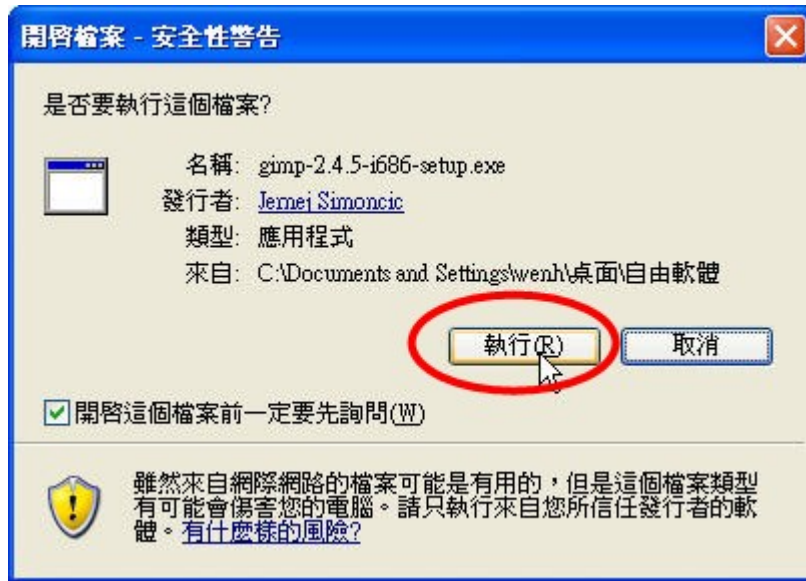 開啓檔案 - 安全性警告
是否要執行這個檔案?
名稱: gimp-2.4.5-i686-setup.exe
發行者: Jernej Simoncic
類型: 應用程式
來自: C:\Documents and Settings\wenh\桌面\自由軟體
執行(R) 取消
開啓這個檔案前一定要先詢問(W)
雖然來自網際網路的檔案可能是有用的，但是這個檔案類型
有可能會傷害您的電腦。請只執行來自您所信任發行者的軟
體。有什麼樣的風險?